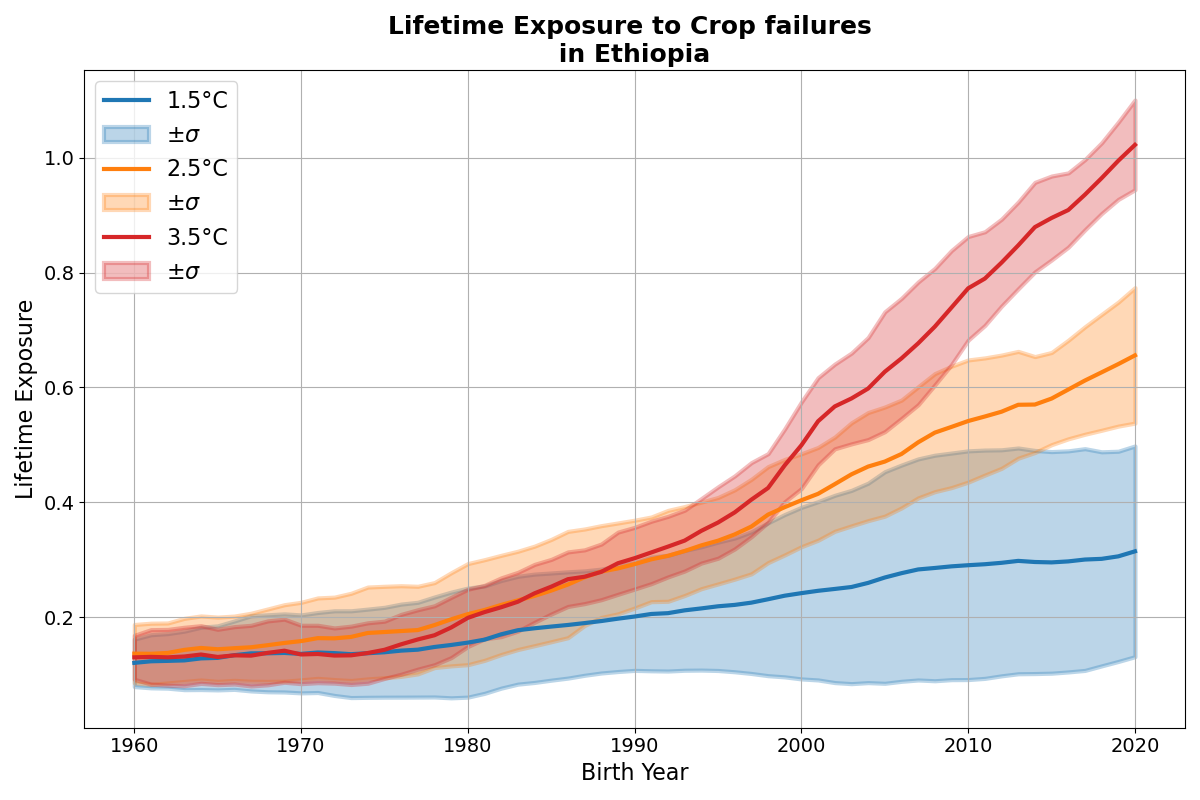 Lifetime Exposure to Crop failures
in Ethiopia
1.5°C
±σ
2.5°C
±σ
3.5°C
±σ
Lifetime Exposure
1.0
0.8
0.6
0.4
0.2
1960 1970 1980 1990 2000 2010 2020
Birth Year